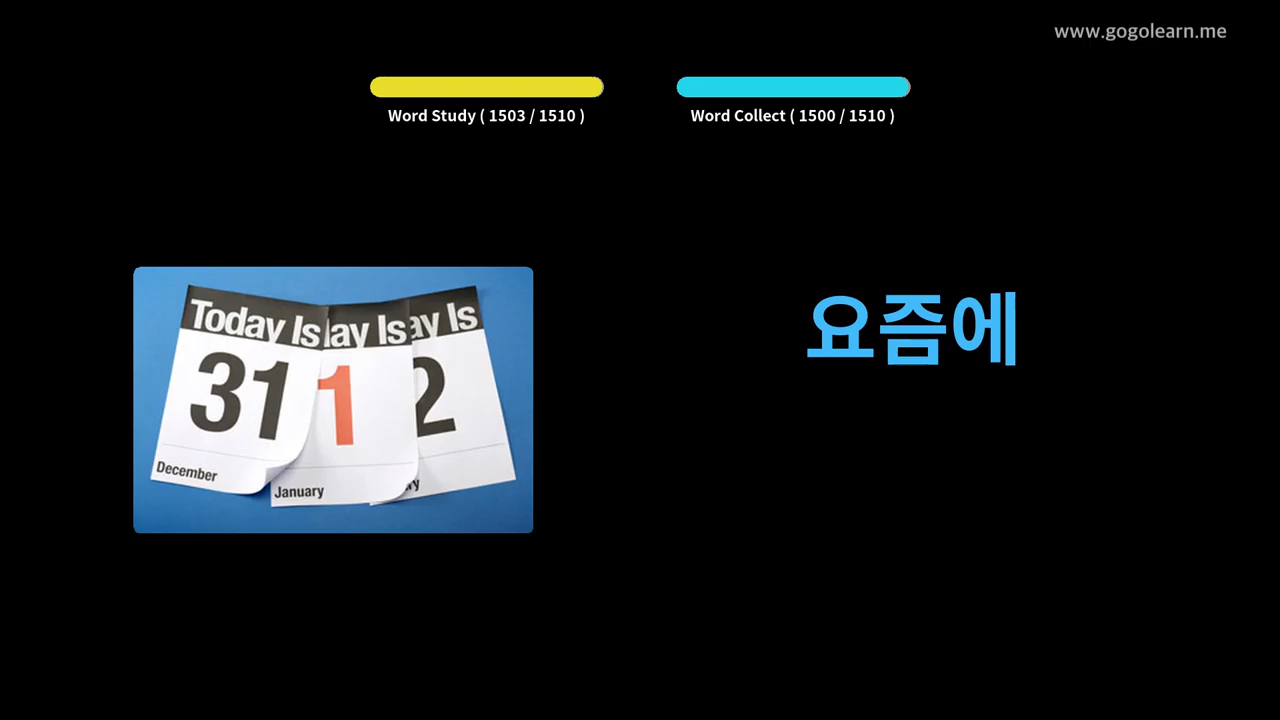 www.gogolearn.me
Word Study ( 1503 / 1510 )
Word Collect ( 1500 / 1510 )
요즘에
Today Is
31
December
ay Is
1
January
ay Is
2
ry